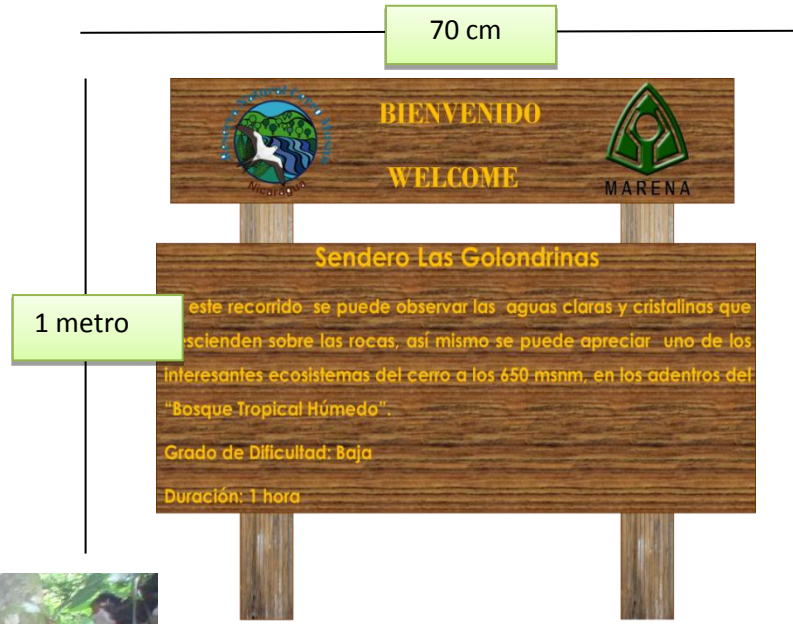 70 cm
BIENVENIDO
WELCOME
Nicaragua
MARENA
Sendero Las Golondrinas
este recorrido se puede observar las aguas claras y cristalinas que
1 metro
escienden sobre las rocas, así mismo se puede apreciar uno de los
interesantes ecosistemas del cerro a los 650 msnm, en los adentros del
“Bosque Tropical Húmedo”.
Grado de Dificultad: Baja
Duración: 1 hora